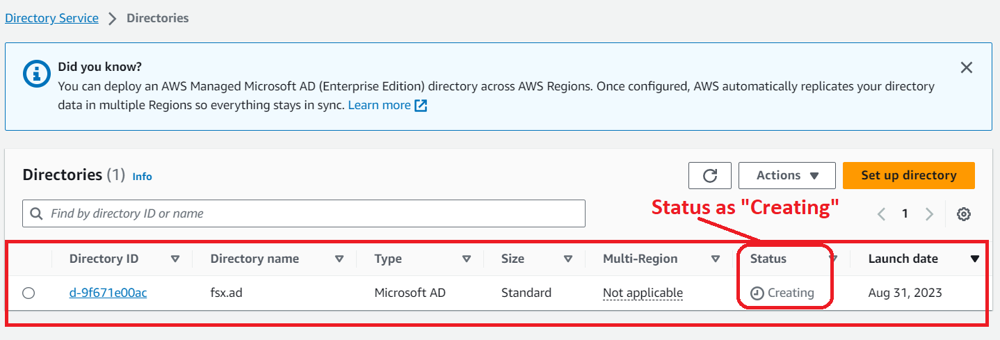 Directory Service > Directories
Did you know?
You can deploy an AWS Managed Microsoft AD (Enterprise Edition) directory across AWS Regions. Once configured, AWS automatically replicates your directory
data in multiple Regions so everything stays in sync. Learn more
Directories (1) Info
Actions
Set up directory
Find by directory ID or name
Status as "Creating"
1
Directory ID Directory name Type Size Multi-Region Status Launch date
d-9f671e00ac fsx.ad Microsoft AD Standard Not applicable Creating Aug 31, 2023